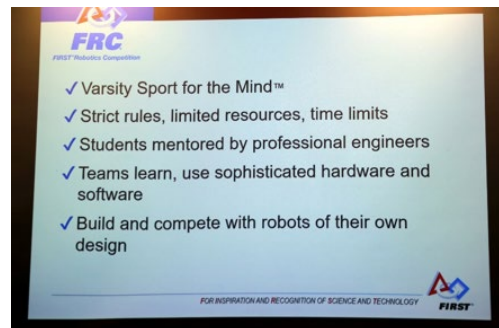 FRC
FIRST® Robotics Competition
✓ Varsity Sport for the Mind™
✓ Strict rules, limited resources, time limits
✓ Students mentored by professional engineers
✓ Teams learn, use sophisticated hardware and
software
✓ Build and compete with robots of their own
design
FOR INSPIRATION AND RECOGNITION OF SCIENCE AND TECHNOLOGY
FIRST®